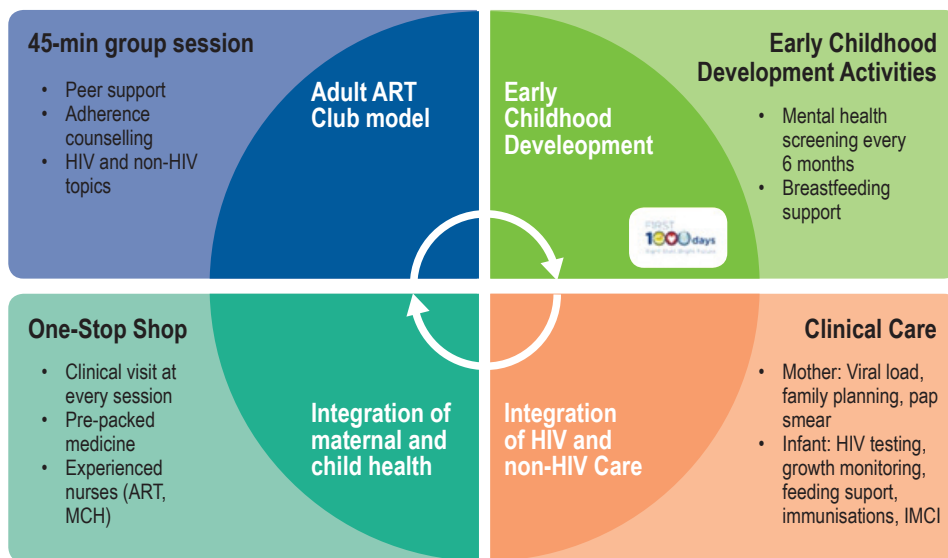 45-min group session
• Peer support
• Adherence
counselling
• HIV and non-HIV
topics
Adult ART
Club model
Early
Childhood
Develeopment
FIRST
1000 days
Early Childhood
Development Activities
• Mental health
screening every
6 months
• Breastfeeding
support
One-Stop Shop
• Clinical visit at
every session
• Pre-packed
medicine
• Experienced
nurses (ART,
MCH)
Integration of
maternal and
child health
Integration
of HIV and
non-HIV Care
Clinical Care
• Mother: Viral load,
family planning, pap
smear
• Infant: HIV testing,
growth monitoring,
feeding suport,
immunisations, IMCI